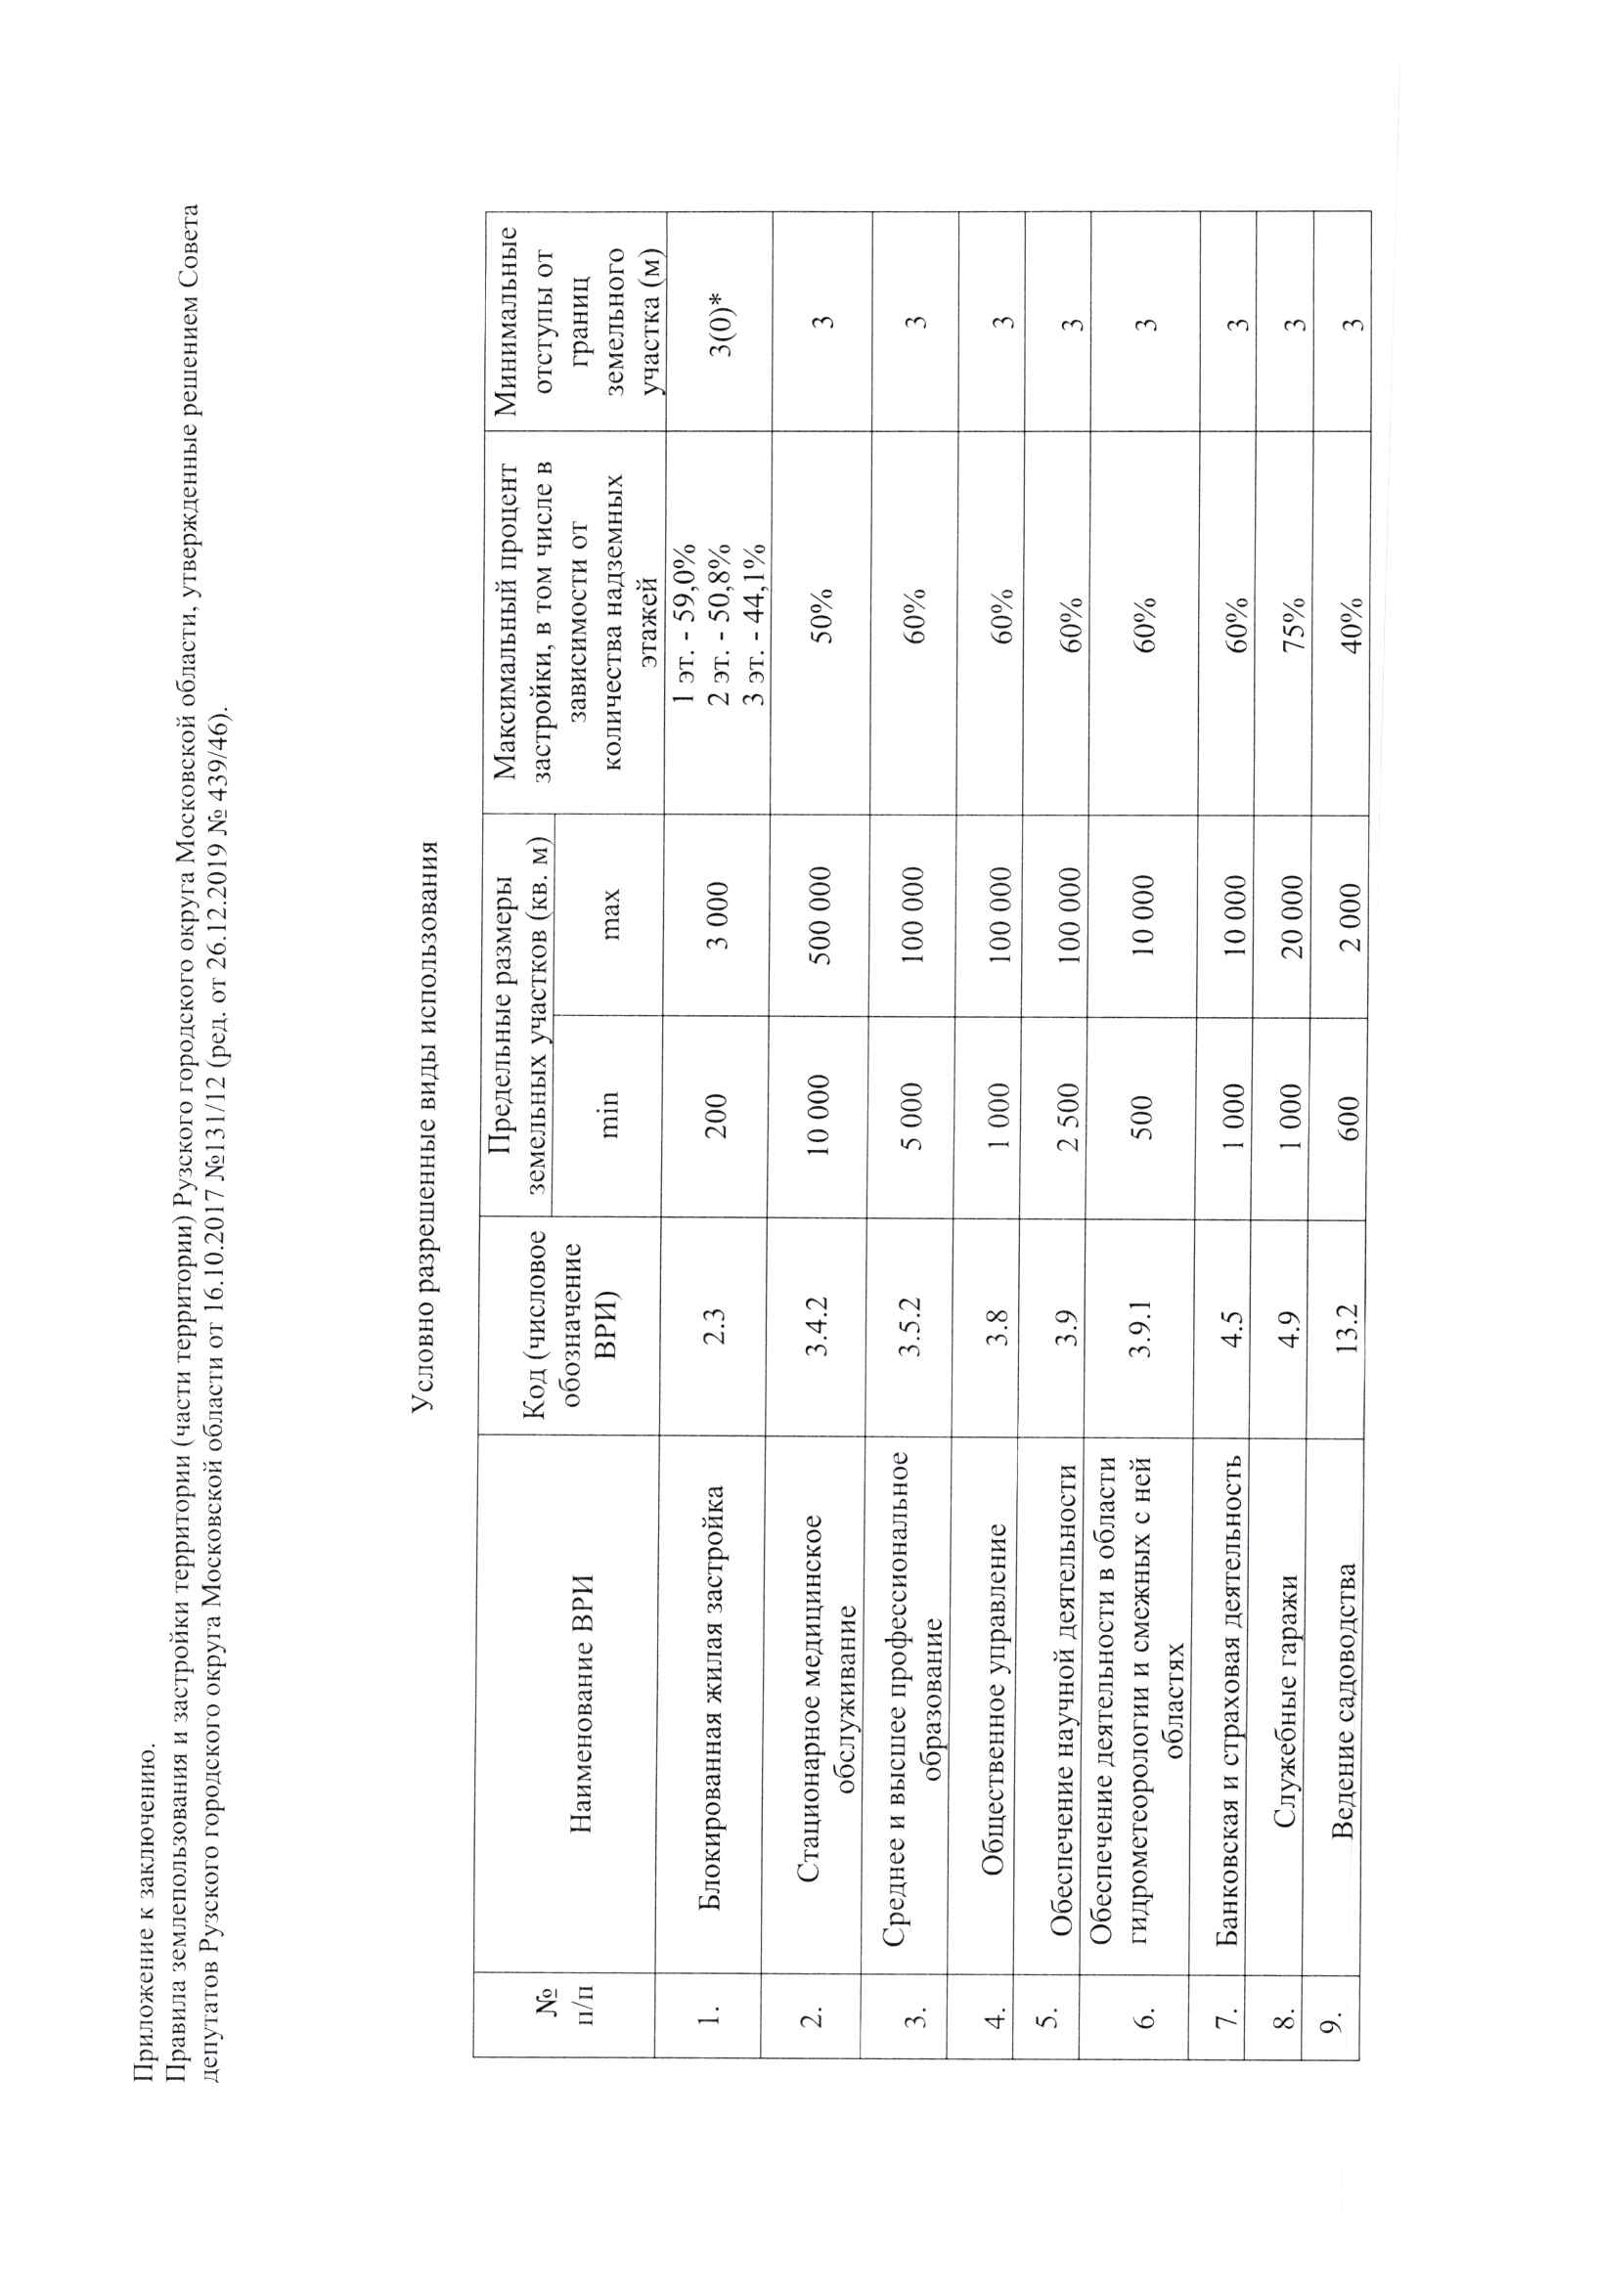 Приложение к заключению.
Правила землепользования и застройки территории (части территории) Рузского городского округа Московской области, утвержденные решением Совета
депутатов Рузского городского округа Московской области от 16.10.2017 №131/12 (ред. от 26.12.2019 № 439/46).
Условно разрешенные виды использования
№
п/п
Наименование ВРИ
Код (числовое
обозначение
ВРИ)
Предельные размеры
земельных участков (кв. м)
min
max
Максимальный процент
застройки, в том числе в
зависимости от
количества надземных
этажей
Минимальные
отступы от
границ
земельного
участка (м)
1.
Блокированная жилая застройка
2.3
200
3 000
1 эт. - 59,0%
2 эт. - 50,8%
3 эт. - 44,1%
3(0)*
2.
Стационарное медицинское
обслуживание
3.4.2
10 000
500 000
50%
3
3.
Среднее и высшее профессиональное
образование
3.5.2
5 000
100 000
60%
3
4.
Общественное управление
3.8
1 000
100 000
60%
3
5.
Обеспечение научной деятельности
3.9
2 500
100 000
60%
3
6.
Обеспечение деятельности в области
гидрометеорологии и смежных с ней
областях
3.9.1
500
10 000
60%
3
7.
Банковская и страховая деятельность
4.5
1 000
10 000
60%
3
8.
Служебные гаражи
4.9
1 000
20 000
75%
3
9.
Ведение садоводства
13.2
600
2 000
40%
3